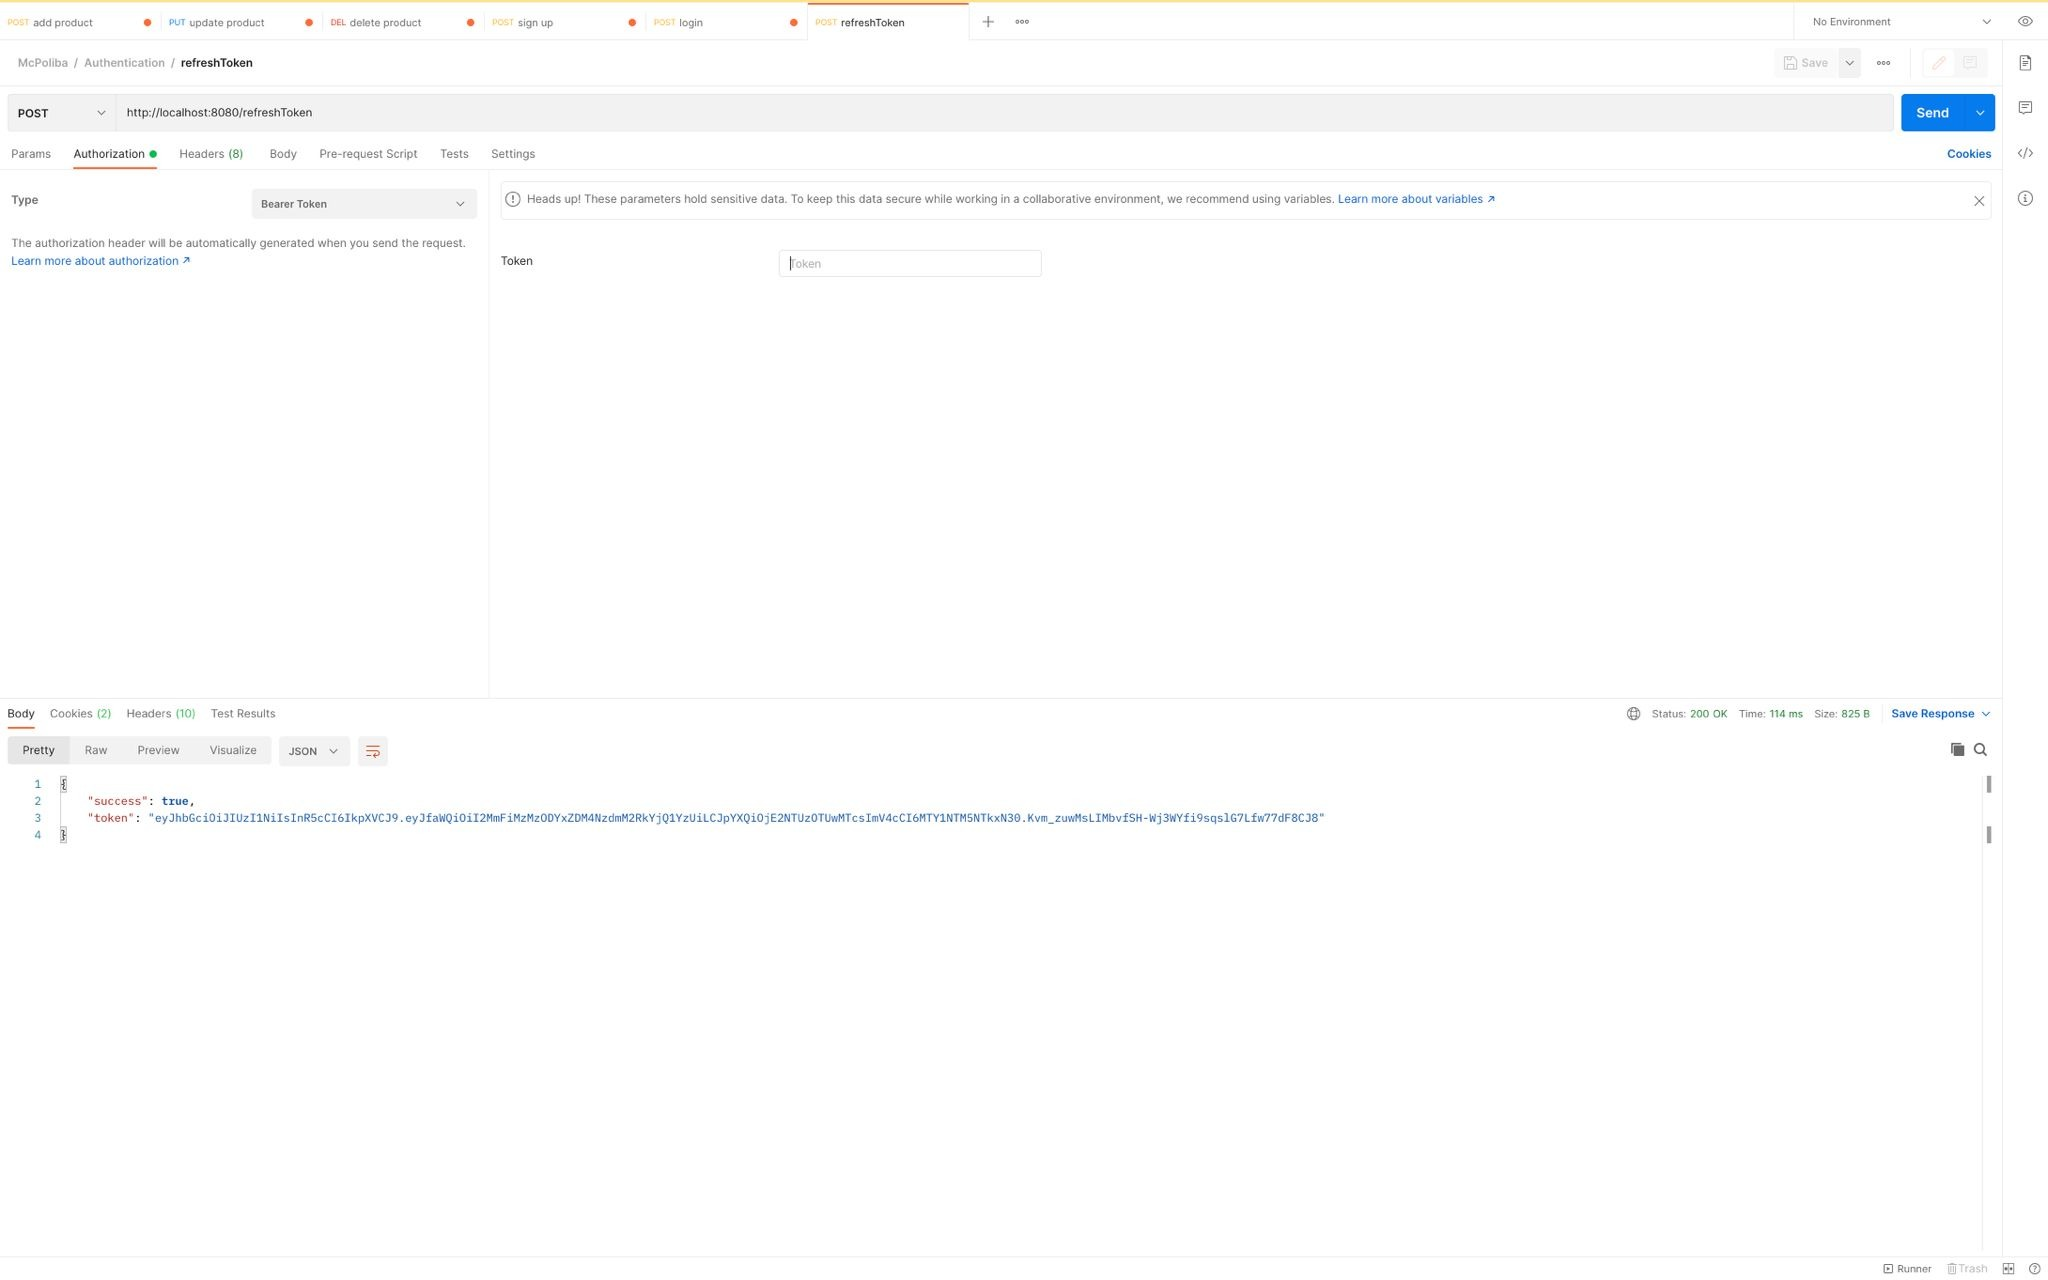 POST add product PUT update product DEL delete product POST sign up POST login POST refreshToken No Environment
McPoliba / Authentication / refreshToken Save
POST http://localhost:8080/refreshToken Send
Params Authorization Headers (8) Body Pre-request Script Tests Settings Cookies
Type Bearer Token
The authorization header will be automatically generated when you send the request.
Learn more about authorization ↗
Heads up! These parameters hold sensitive data. To keep this data secure while working in a collaborative environment, we recommend using variables. Learn more about variables ↗
Token Token
Body Cookies (2) Headers (10) Test Results Status: 200 OK Time: 114 ms Size: 825 B Save Response
Pretty Raw Preview Visualize JSON
1 {
2 "success": true,
3 "token": "eyJhbGciOiJIUzI1NiIsInR5cCI6IkpXVCJ9.eyJfaWQiOiI2MmFiMzMzODYxZDM4NzdmM2RkYjQ1YzUiLCJpYXQiOjE2NTUzOTUwMTcsImV4cCI6MTY1NTM5NTkxN30.Kvm_zuwMsLIMbvfSH-Wj3WYfi9sqslG7Lfw77dF8CJ8"
4 }
Runner Trash